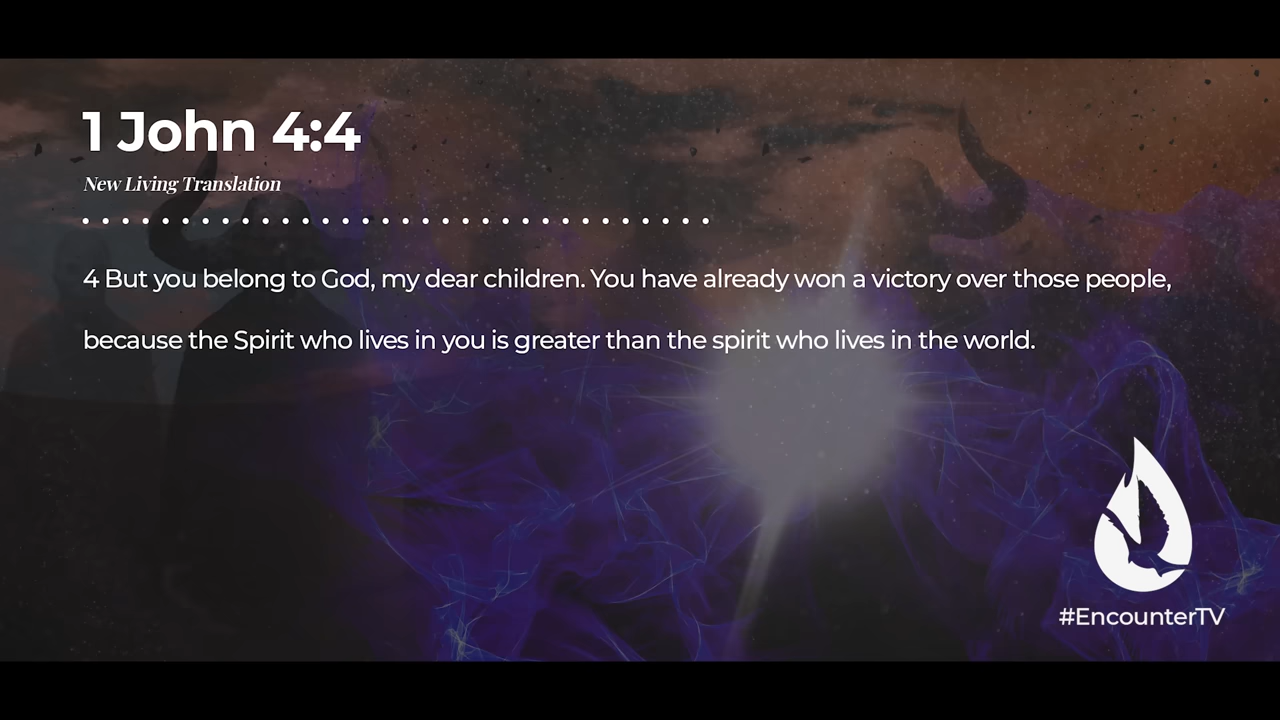 1 John 4:4
New Living Translation
4 But you belong to God, my dear children. You have already won a victory over those people,
because the Spirit who lives in you is greater than the spirit who lives in the world.
#EncounterTV